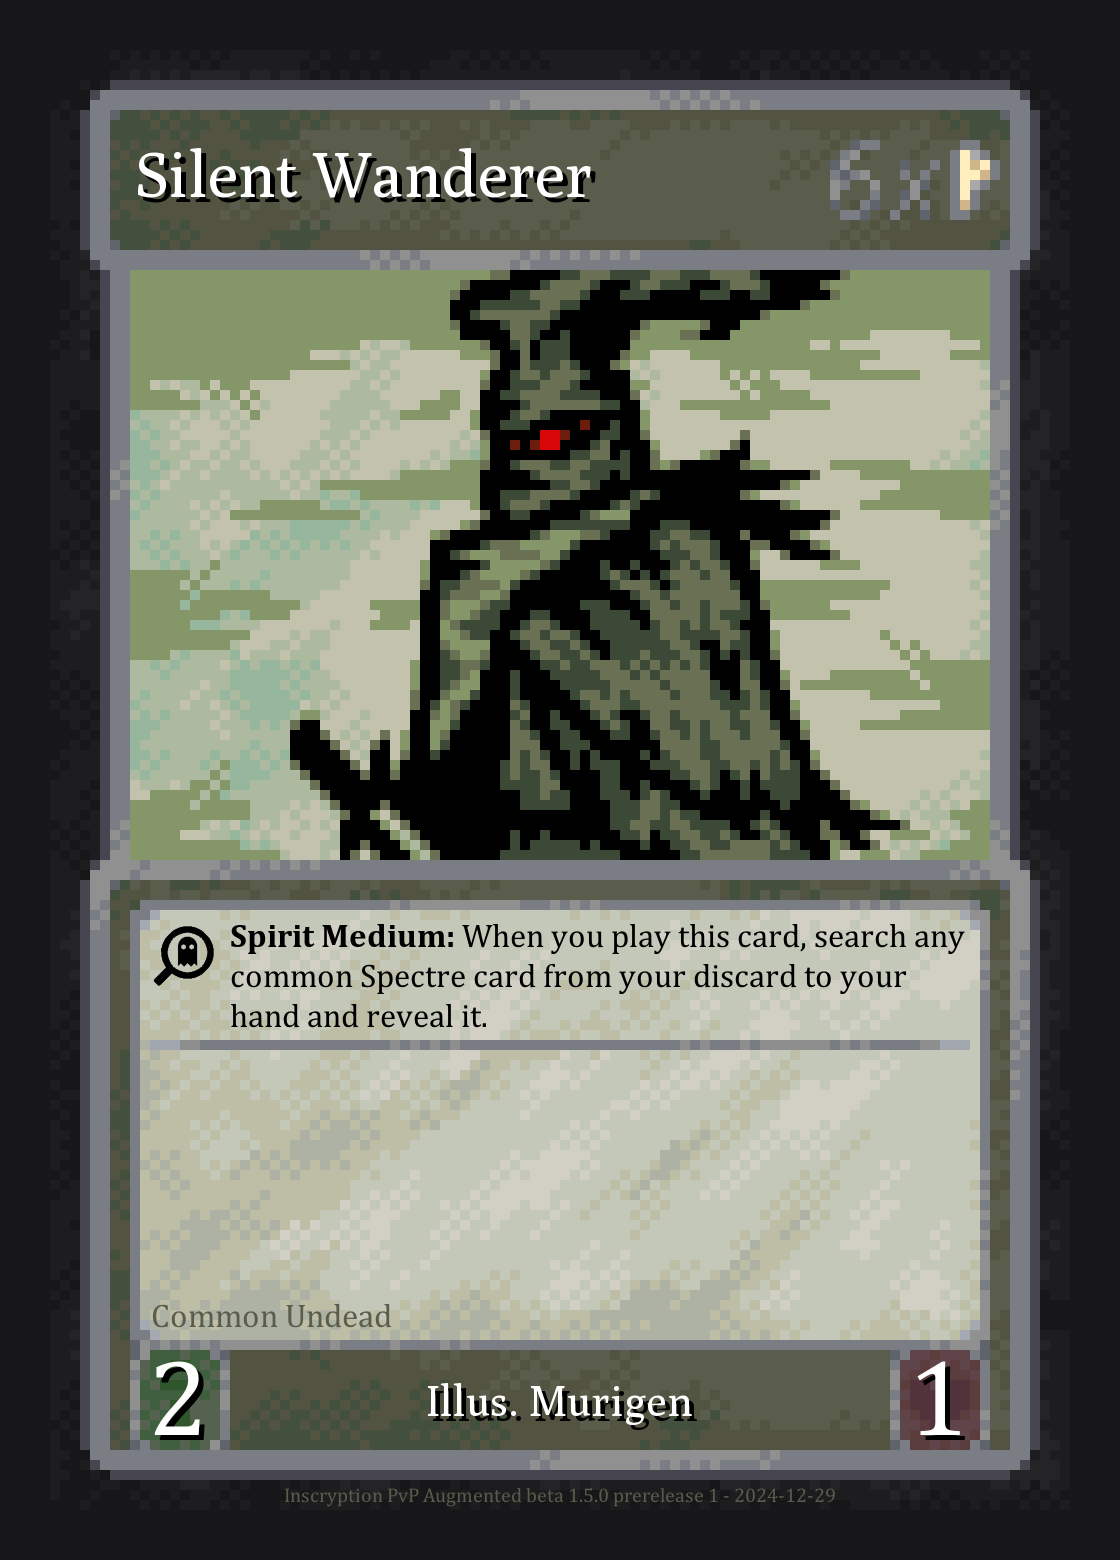 Silent Wanderer
6x
Spirit Medium: When you play this card, search any
common Spectre card from your discard to your
hand and reveal it.
Common Undead
2
Illus. Murigen
1
Inscryption PvP Augmented beta 1.5.0 prerelease 1 - 2024-12-29